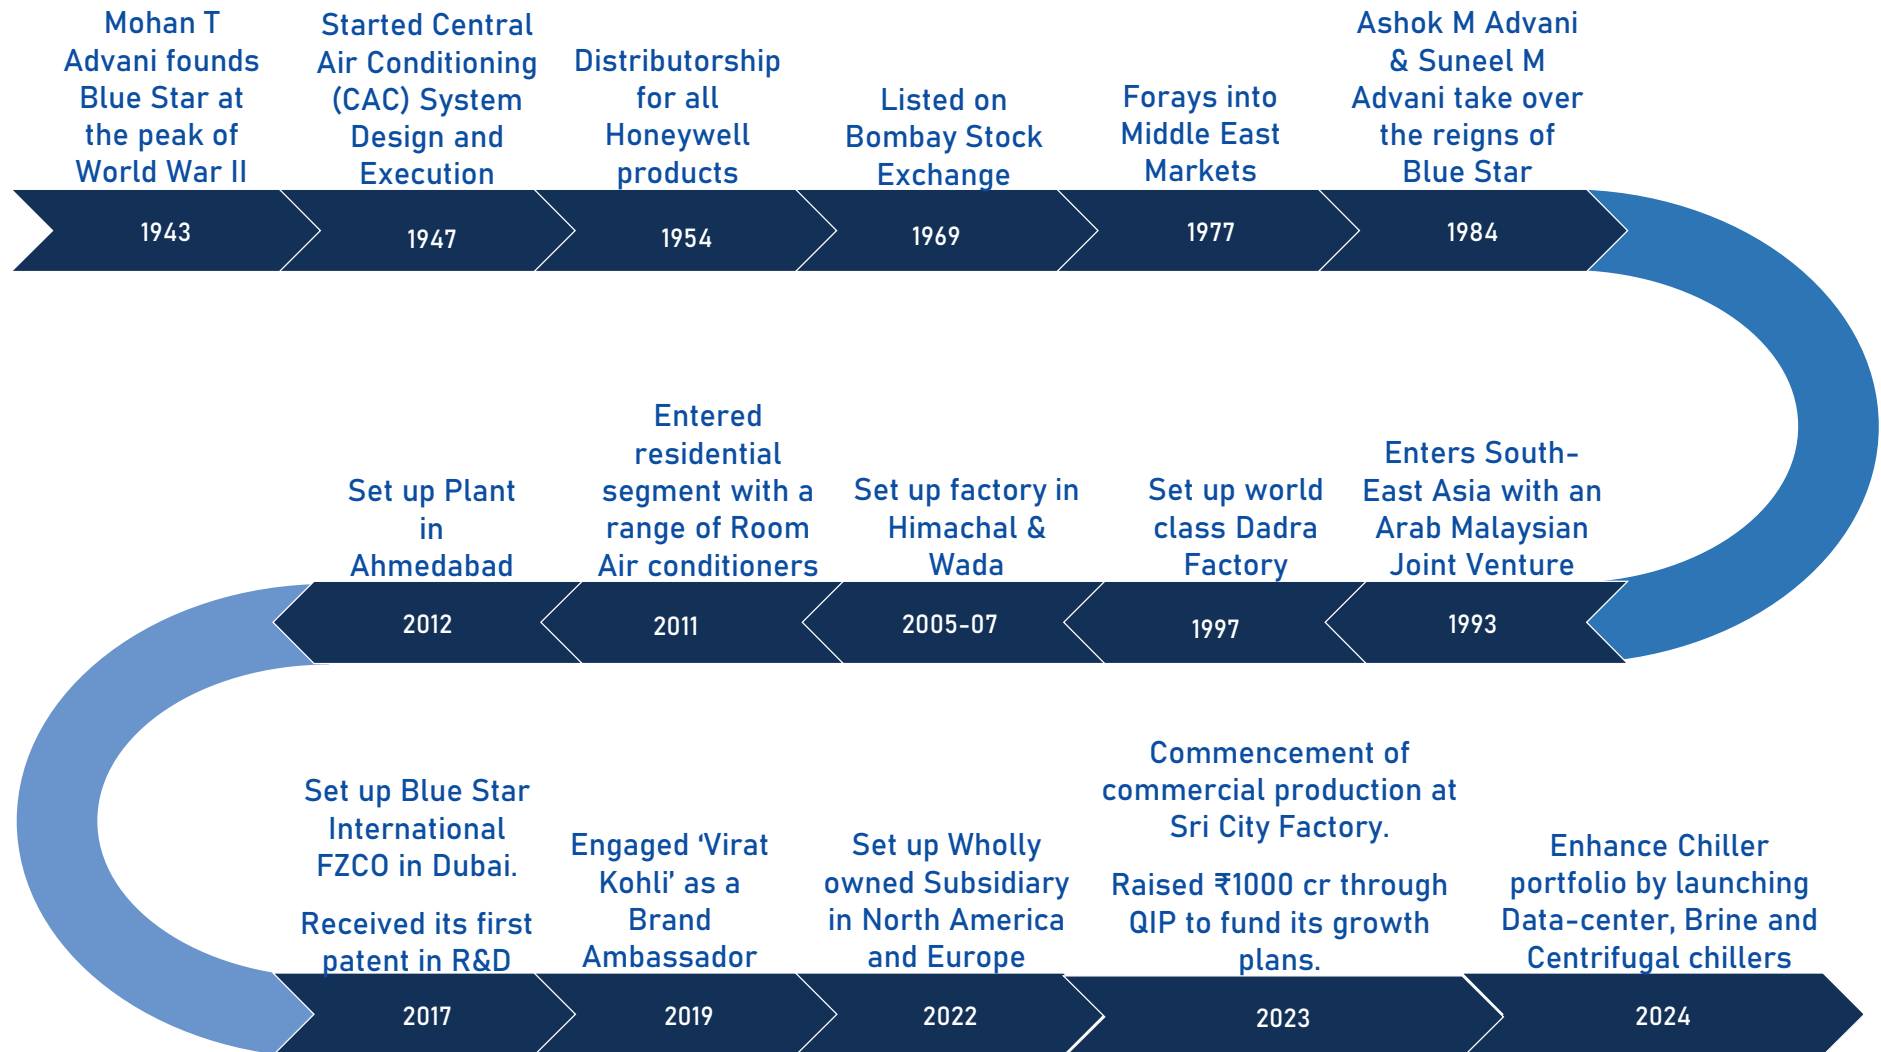 Mohan T
Advani founds
Blue Star at
the peak of
World War II
1943
Started Central
Air Conditioning
(CAC) System
Design and
Execution
1947
Distributorship
for all
Honeywell
products
1954
Listed on
Bombay Stock
Exchange
1969
Forays into
Middle East
Markets
1977
Ashok M Advani
& Suneel M
Advani take over
the reigns of
Blue Star
1984
Enters South-
East Asia with an
Arab Malaysian
Joint Venture
1993
Set up world
class Dadra
Factory
1997
Set up factory in
Himachal &
Wada
2005-07
Entered
residential
segment with a
range of Room
Air conditioners
2011
Set up Plant
in
Ahmedabad
2012
Set up Blue Star
International
FZCO in Dubai.
Received its first
patent in R&D
2017
Engaged ‘Virat
Kohli’ as a
Brand
Ambassador
2019
Set up Wholly
owned Subsidiary
in North America
and Europe
2022
Commencement of
commercial production at
Sri City Factory.
Raised ₹1000 cr through
QIP to fund its growth
plans.
2023
Enhance Chiller
portfolio by launching
Data-center, Brine and
Centrifugal chillers
2024